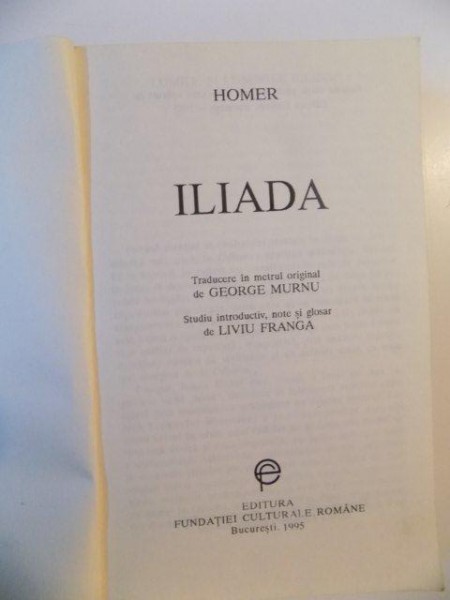 HOMER
ILIADA
Traducere în metrul original
de GEORGE MURNU
Studiu introductiv, note și glosar
de LIVIU FRANGA
EDITURA
FUNDAȚIEI CULTURALE ROMÂNE
București. 1995